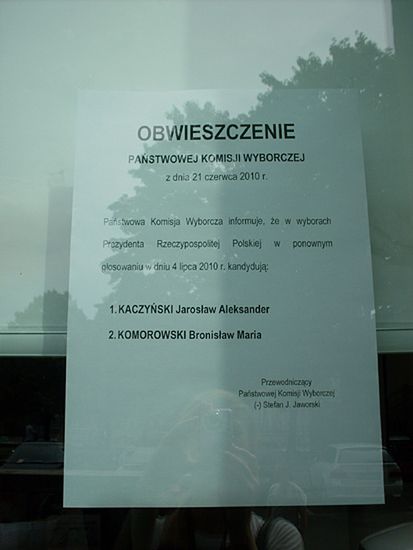 OBWIESZCZENIE
PAŃSTWOWEJ KOMISJI WYBORCZEJ
z dnia 21 czerwca 2010 r.
Państwowa Komisja Wyborcza informuje, że w wyborach
Prezydenta Rzeczypospolitej Polskiej w ponownym
głosowaniu w dniu 4 lipca 2010 r. kandydują:
1. KACZYŃSKI Jarosław Aleksander
2. KOMOROWSKI Bronisław Maria
Przewodniczący
Państwowej Komisji Wyborczej
(-) Stefan J. Jaworski